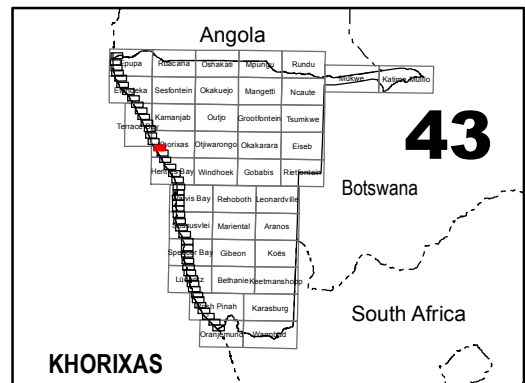 Angola
Epupa Ruacana Oshakati Mpungu Rundu
Mukwe Katima Mulilo
Sesfontein Okakuejo Mangetti Ncaute
Terrace Bay Kamanjab Outjo Grootfontein Tsumkwe
43
Khorixas Otjiwarongo Okakarara Eiseb
Henties Bay Windhoek Gobabis Rietfontein
Botswana
Walvis Bay Rehoboth Leonardville
Sossusvlei Mariental Aranos
Spencer Bay Gibeon Koës
Lüderitz Bethanie Keetmanshoop
Rosh Pinah Karasburg
South Africa
Oranjemund Warmbad
KHORIXAS